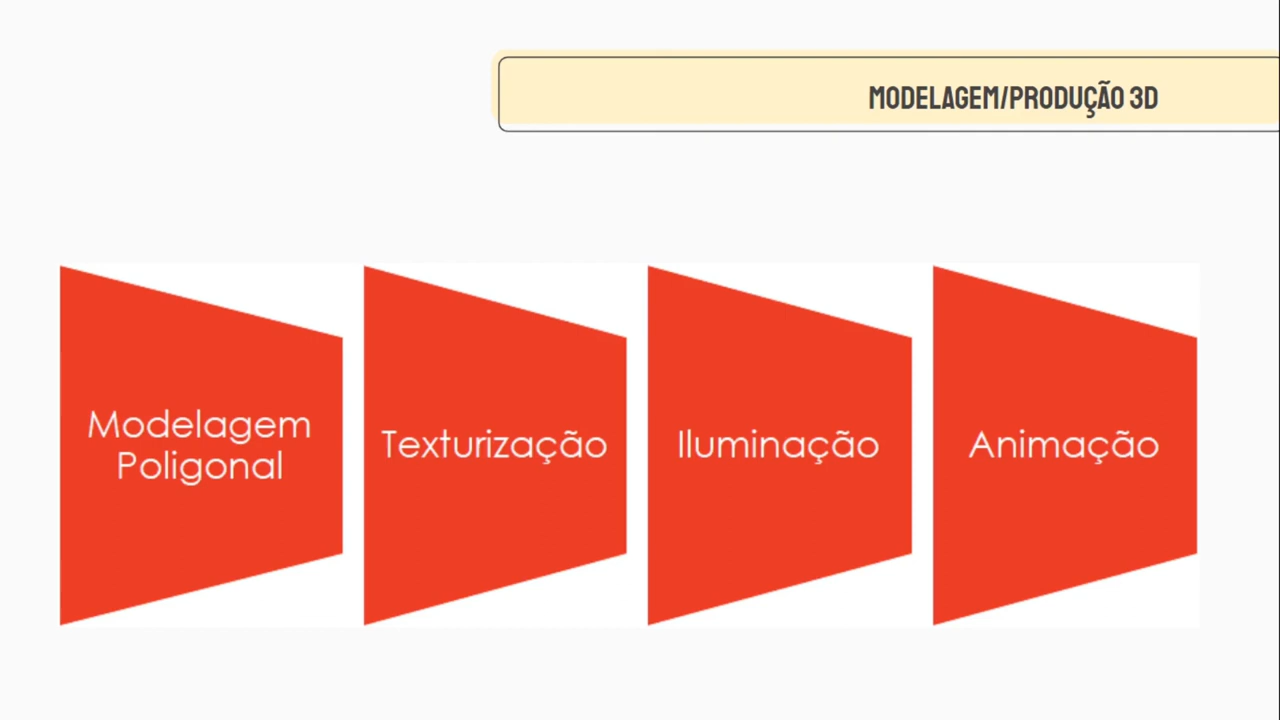 MODELAGEM/PRODUÇÃO 3D
Modelagem
Poligonal
Texturização
Iluminação
Animação